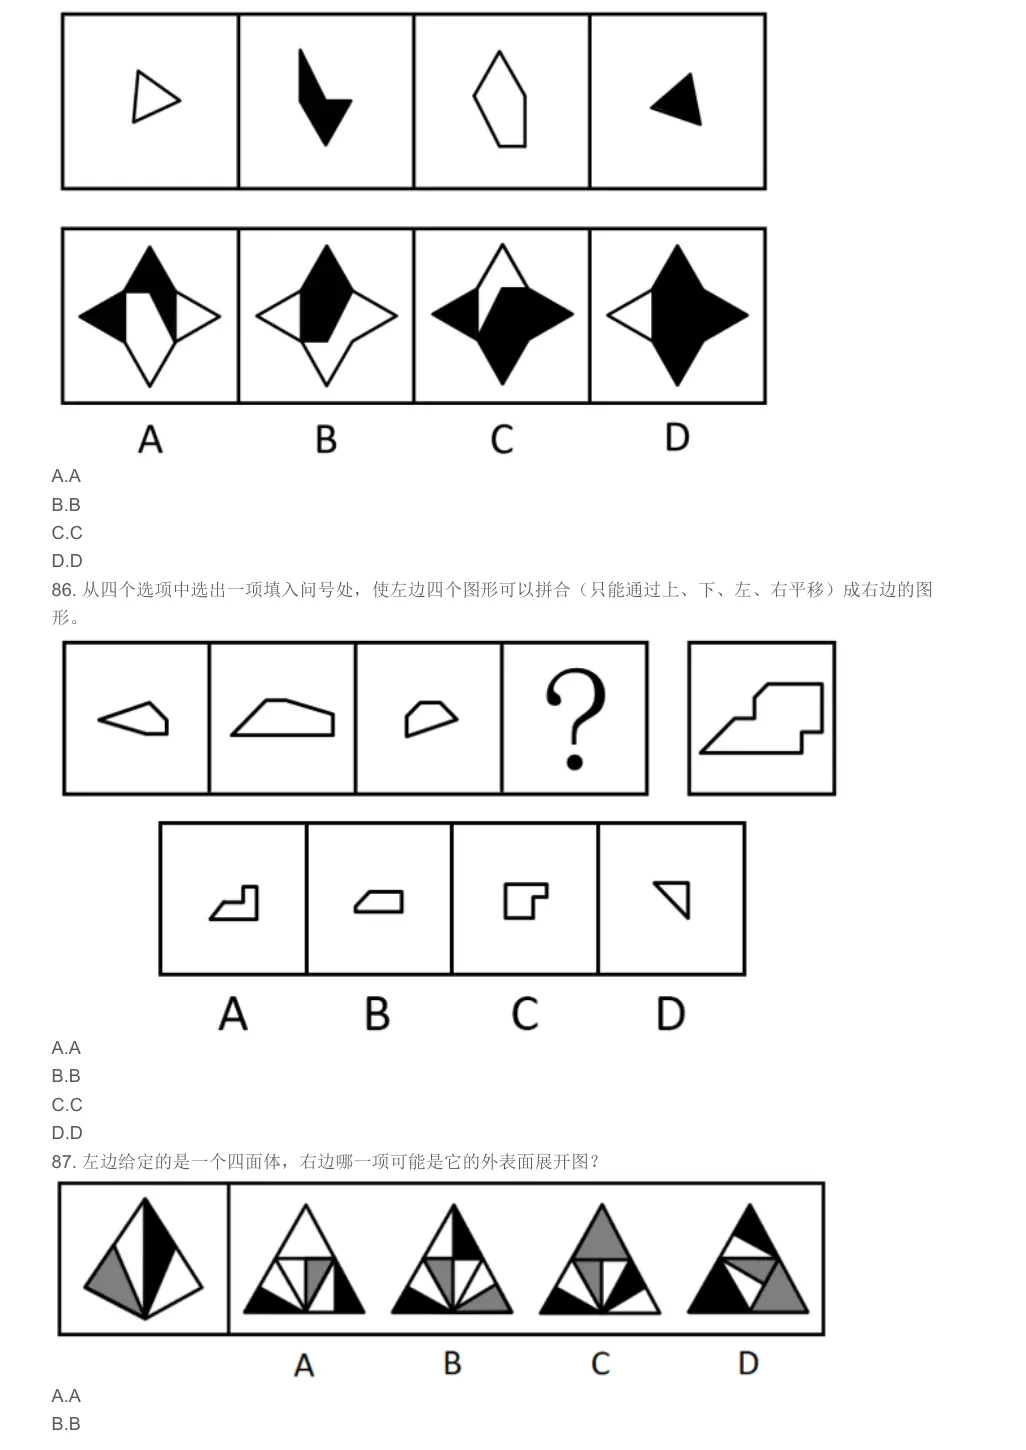 A B C D
A.A
B.B
C.C
D.D
86. 从四个选项中选出一项填入问号处，使左边四个图形可以拼合（只能通过上、下、左、右平移）成右边的图
形。
?
A B C D
A.A
B.B
C.C
D.D
87. 左边给定的是一个四面体，右边哪一项可能是它的外表面展开图？
A B C D
A.A
B.B